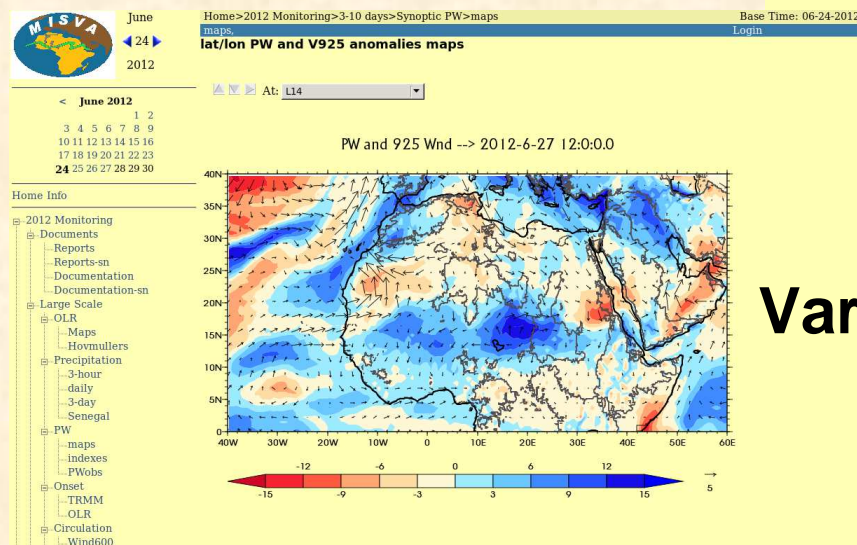 MISVA
June
24
2012
< June 2012
1 2
3 4 5 6 7 8 9
10 11 12 13 14 15 16
17 18 19 20 21 22 23
24 25 26 27 28 29 30
Home Info
2012 Monitoring
Documents
Reports
Reports-sn
Documentation
Documentation-sn
Large Scale
OLR
Maps
Hovmullers
Precipitation
3-hour
daily
3-day
Senegal
PW
maps
indexes
PWobs
Onset
TRMM
OLR
Circulation
Wind600
Home>2012 Monitoring>3-10 days>Synoptic PW>maps Base Time: 06-24-2012
maps, Login
lat/lon PW and V925 anomalies maps
At: L14
PW and 925 Wnd --> 2012-6-27 12:0:0.0
40N
35N
30N
25N
20N
15N
10N
5N
0
40W 30W 20W 10W 0 10E 20E 30E 40E 50E 60E
-12 -6 0 6 12
-15 -9 -3 3 9 15
5
Var